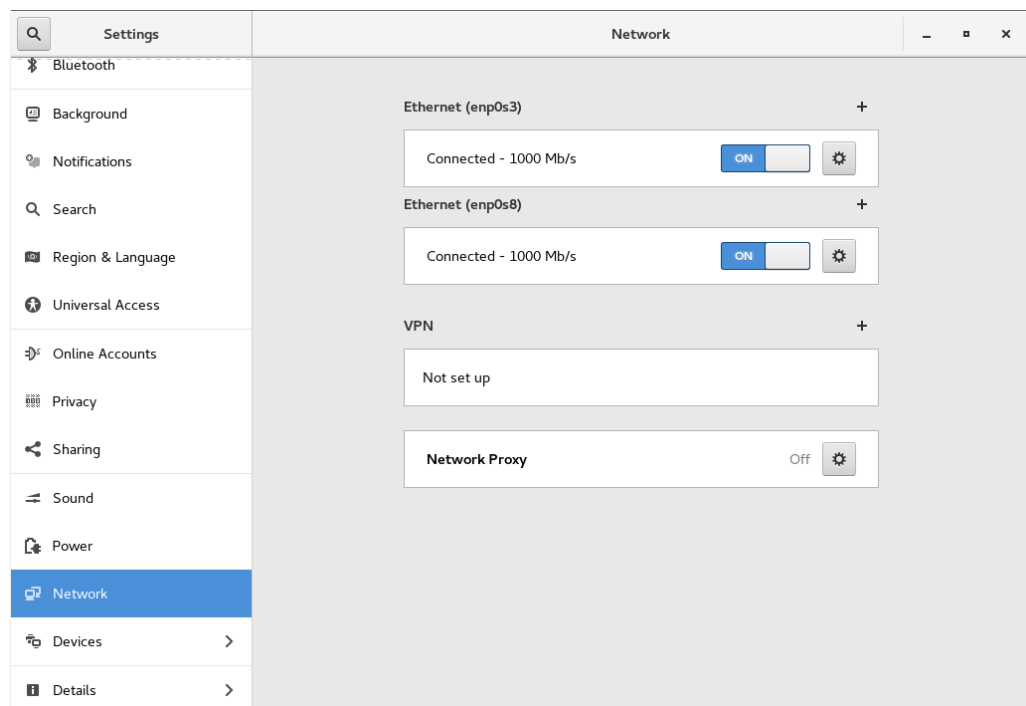 Settings
Network
Bluetooth
Background
Notifications
Search
Region & Language
Universal Access
Online Accounts
Privacy
Sharing
Sound
Power
Network
Devices
Details
Ethernet (enp0s3)
Connected - 1000 Mb/s
ON
Ethernet (enp0s8)
Connected - 1000 Mb/s
ON
VPN
Not set up
Network Proxy
Off